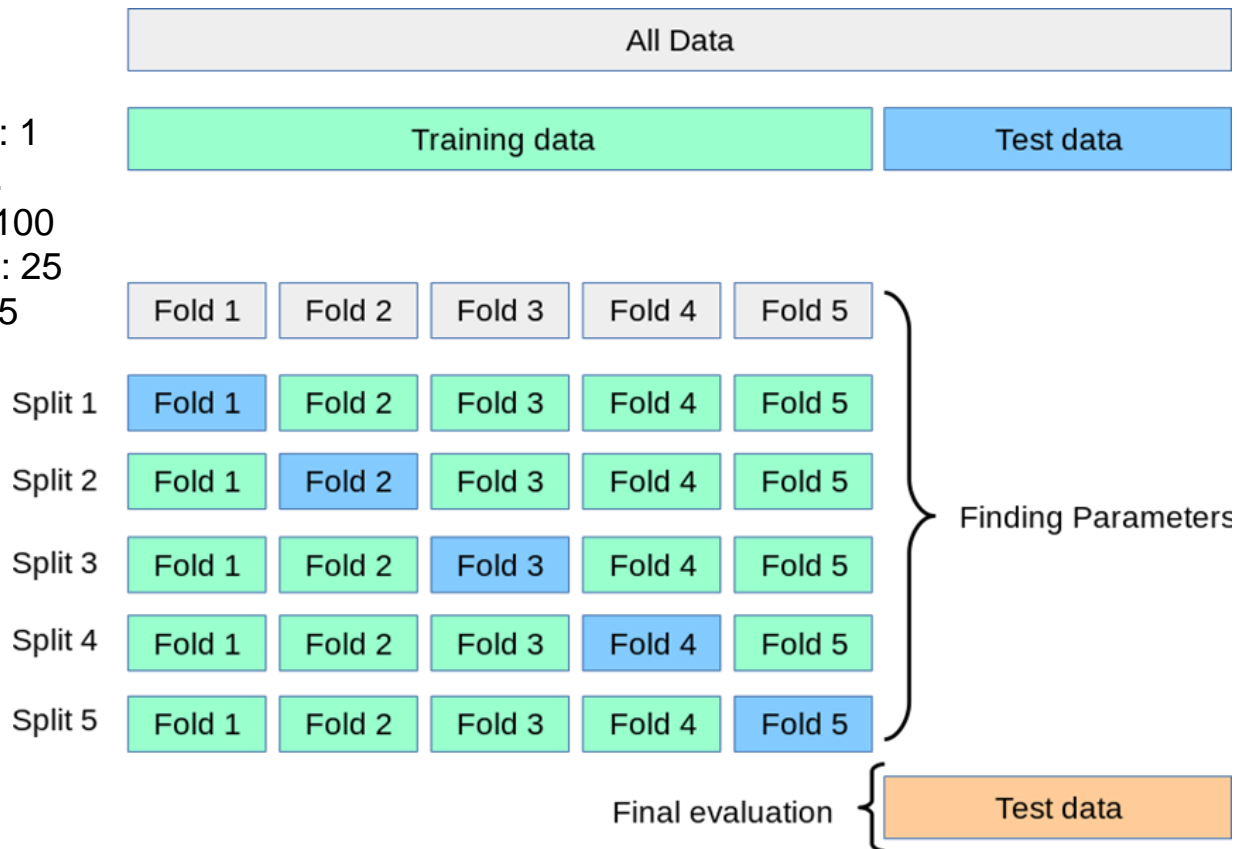 All Data
Training data Test data
: 1
100
: 25
5
Fold 1 Fold 2 Fold 3 Fold 4 Fold 5
Split 1 Fold 1 Fold 2 Fold 3 Fold 4 Fold 5
Split 2 Fold 1 Fold 2 Fold 3 Fold 4 Fold 5
Split 3 Fold 1 Fold 2 Fold 3 Fold 4 Fold 5
Split 4 Fold 1 Fold 2 Fold 3 Fold 4 Fold 5
Split 5 Fold 1 Fold 2 Fold 3 Fold 4 Fold 5
Finding Parameters
Final evaluation Test data